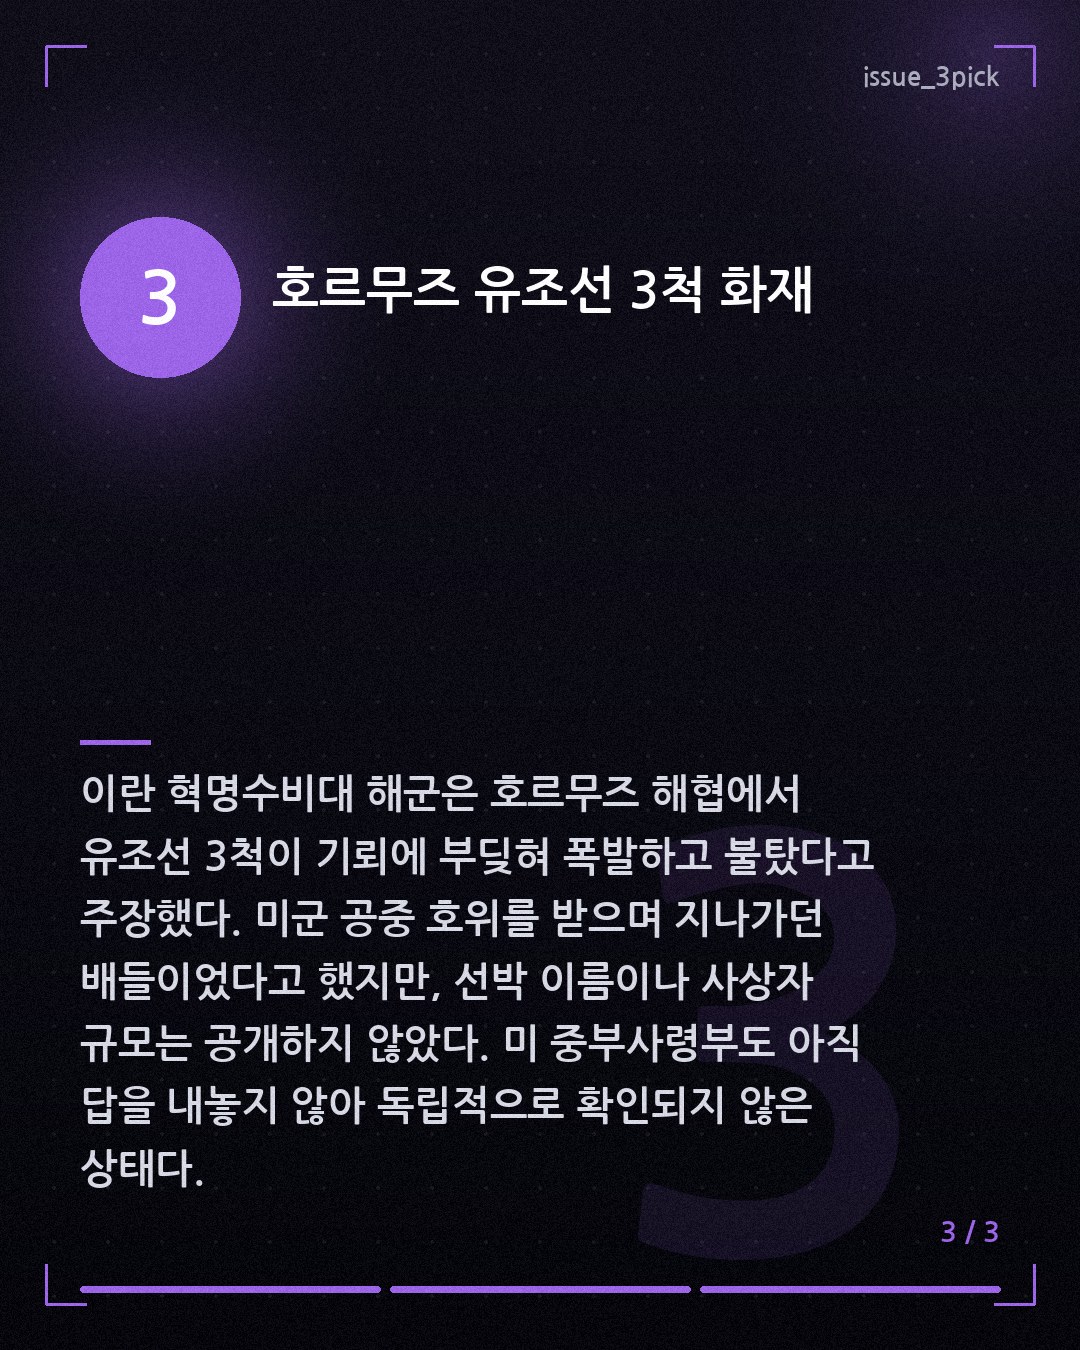 issue_3pick
3
호르무즈 유조선 3척 화재
이란 혁명수비대 해군은 호르무즈 해협에서
유조선 3척이 기뢰에 부딪혀 폭발하고 불탔다고
주장했다. 미군 공중 호위를 받으며 지나가던
배들이었다고 했지만, 선박 이름이나 사상자
규모는 공개하지 않았다. 미 중부사령부도 아직
답을 내놓지 않아 독립적으로 확인되지 않은
상태다.
3
3 / 3